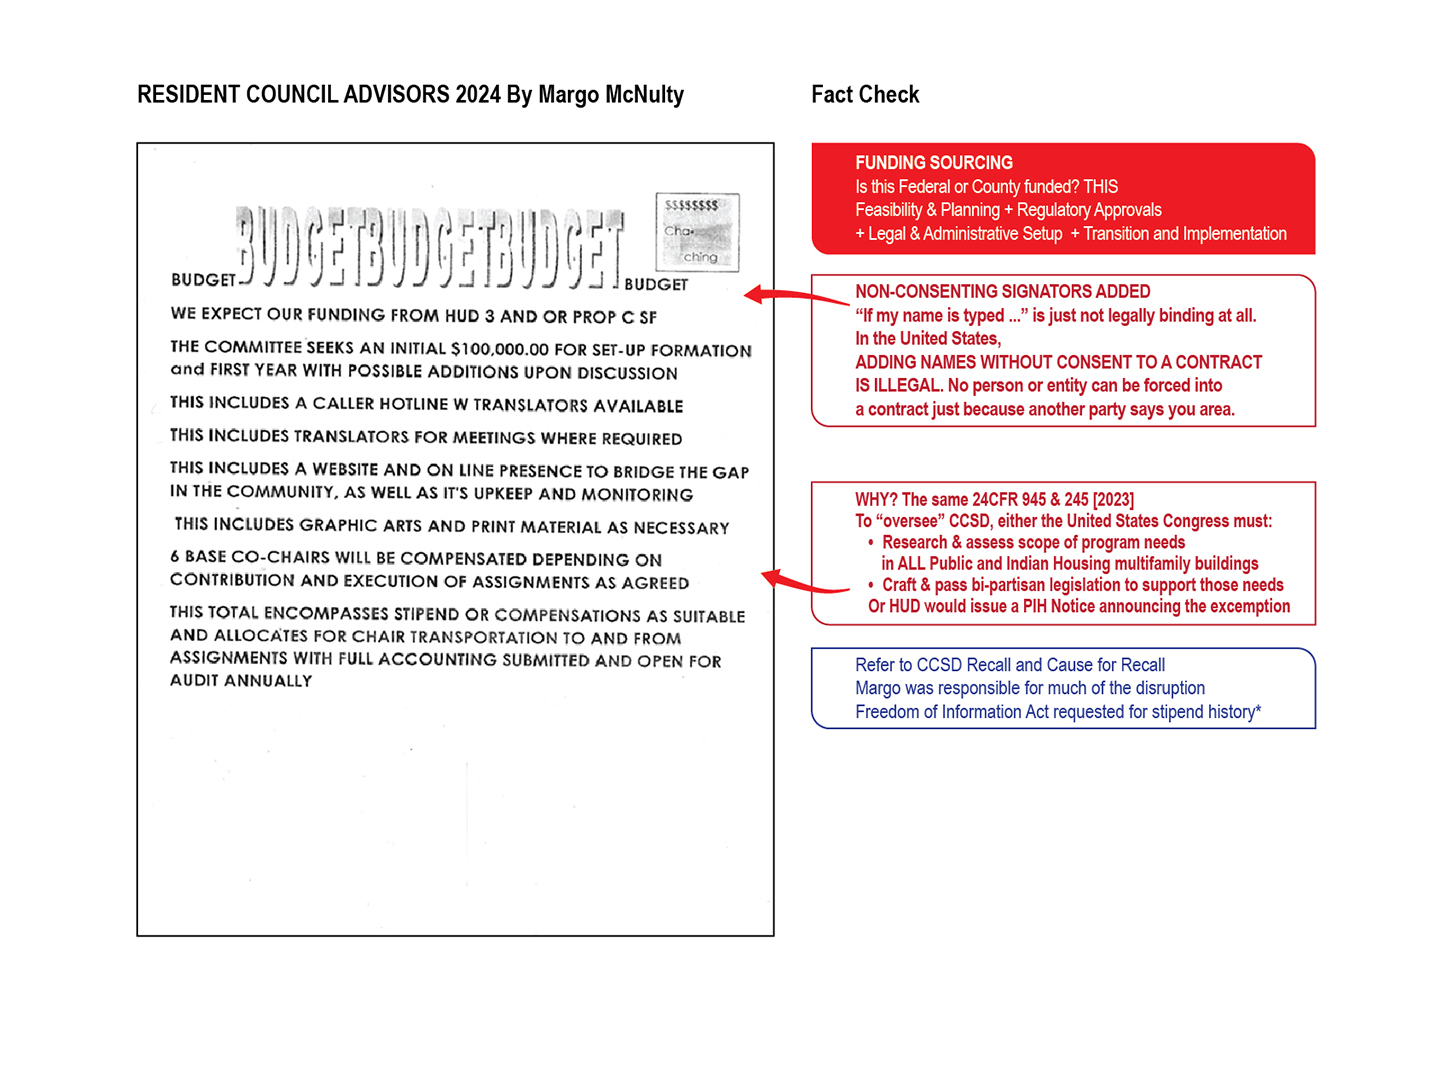 RESIDENT COUNCIL ADVISORS 2024 By Margo McNulty
BUDGETBUDGETBUDGET
$$$$$$$$
Cha-
ching
BUDGET
BUDGET
WE EXPECT OUR FUNDING FROM HUD 3 AND OR PROP C SF
THE COMMITTEE SEEKS AN INITIAL $100,000.00 FOR SET-UP FORMATION
and FIRST YEAR WITH POSSIBLE ADDITIONS UPON DISCUSSION
THIS INCLUDES A CALLER HOTLINE W TRANSLATORS AVAILABLE
THIS INCLUDES TRANSLATORS FOR MEETINGS WHERE REQUIRED
THIS INCLUDES A WEBSITE AND ON LINE PRESENCE TO BRIDGE THE GAP
IN THE COMMUNITY, AS WELL AS IT'S UPKEEP AND MONITORING
THIS INCLUDES GRAPHIC ARTS AND PRINT MATERIAL AS NECESSARY
6 BASE CO-CHAIRS WILL BE COMPENSATED DEPENDING ON
CONTRIBUTION AND EXECUTION OF ASSIGNMENTS AS AGREED
THIS TOTAL ENCOMPASSES STIPEND OR COMPENSATIONS AS SUITABLE
AND ALLOCATES FOR CHAIR TRANSPORTATION TO AND FROM
ASSIGNMENTS WITH FULL ACCOUNTING SUBMITTED AND OPEN FOR
AUDIT ANNUALLY
Fact Check
FUNDING SOURCING
Is this Federal or County funded? THIS
Feasibility & Planning + Regulatory Approvals
+ Legal & Administrative Setup + Transition and Implementation
NON-CONSENTING SIGNATORS ADDED
“If my name is typed ...” is just not legally binding at all.
In the United States,
ADDING NAMES WITHOUT CONSENT TO A CONTRACT
IS ILLEGAL. No person or entity can be forced into
a contract just because another party says you area.
WHY? The same 24CFR 945 & 245 [2023]
To “oversee” CCSD, either the United States Congress must:
• Research & assess scope of program needs
in ALL Public and Indian Housing multifamily buildings
• Craft & pass bi-partisan legislation to support those needs
Or HUD would issue a PIH Notice announcing the excemption
Refer to CCSD Recall and Cause for Recall
Margo was responsible for much of the disruption
Freedom of Information Act requested for stipend history*